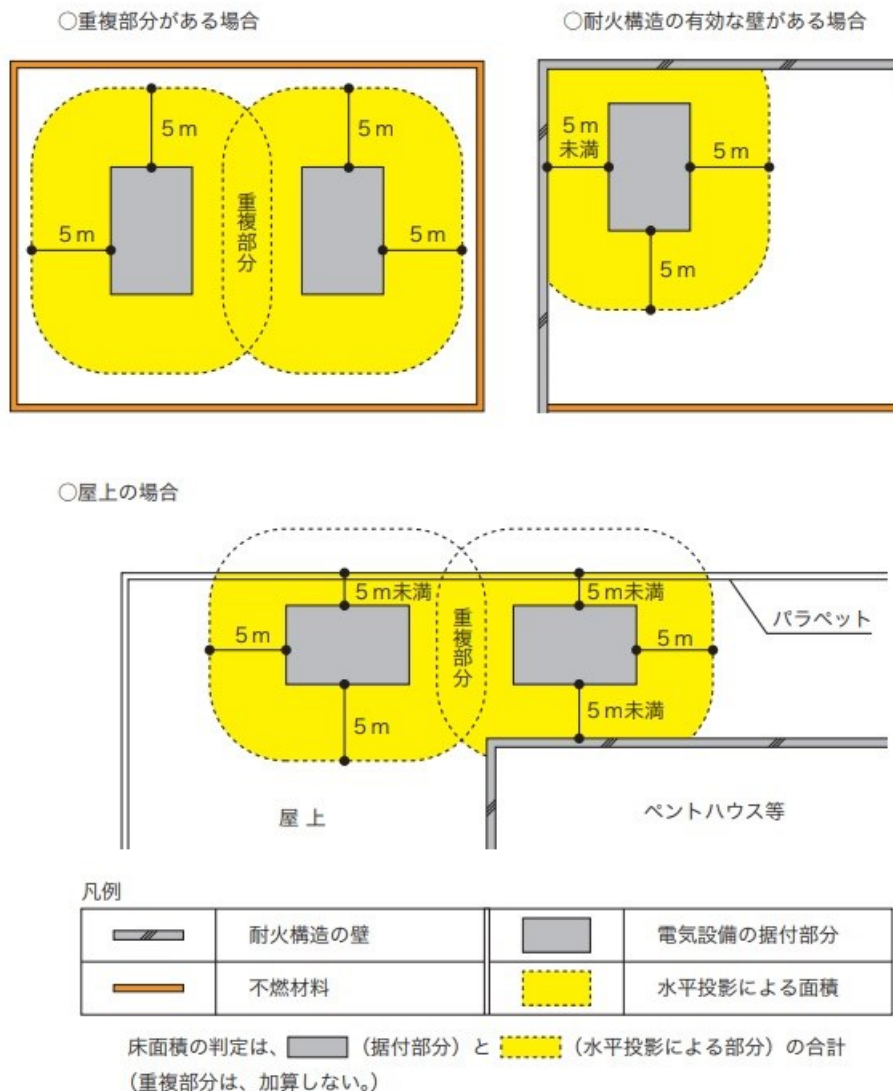 ○重複部分がある場合
5m
5m
5m
5m
重複部分
○耐火構造の有効な壁がある場合
5m
未満
5m
5m
○屋上の場合
5m未満
5m未満
パラペット
5m
重複部分
5m
5m
5m未満
屋 上
ペントハウス等
凡例
耐火構造の壁
電気設備の据付部分
不燃材料
水平投影による面積
床面積の判定は、 (据付部分)と (水平投影による部分)の合計
(重複部分は、加算しない。)